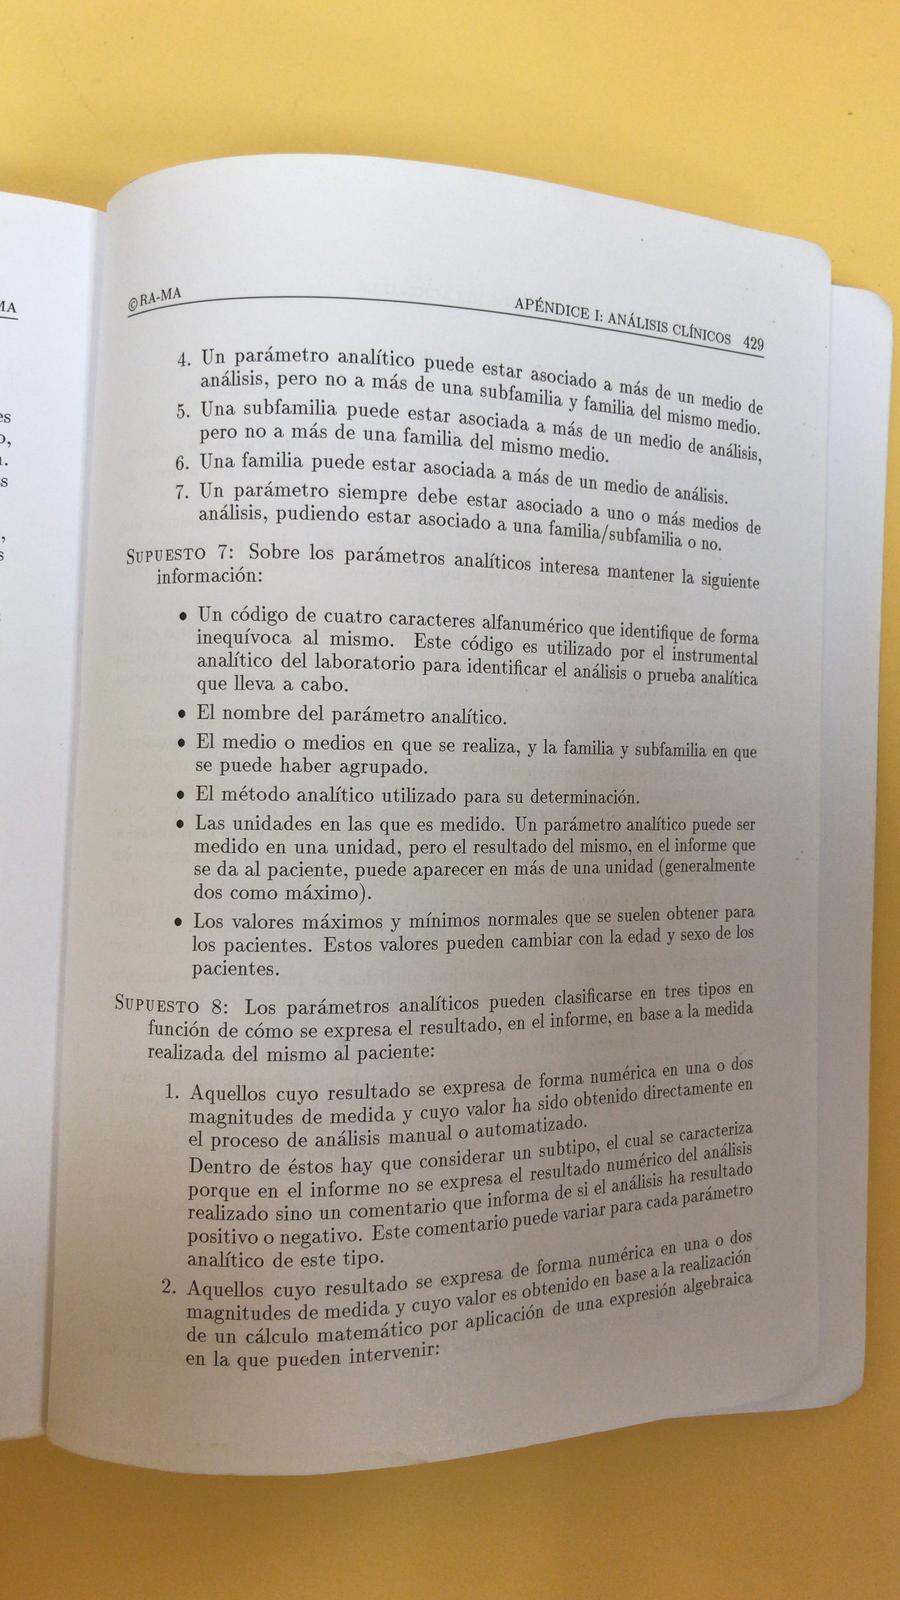 MA
es
o,
s
,
s
©RA-MA
APÉNDICE I: ANÁLISIS CLÍNICOS 429
4. Un parámetro analítico puede estar asociado a más de un medio de
análisis, pero no a más de una subfamilia y familia del mismo medio.
5. Una subfamilia puede estar asociada a más de un medio de análisis,
pero no a más de una familia del mismo medio.
6. Una familia puede estar asociada a más de un medio de análisis.
7. Un parámetro siempre debe estar asociado a uno o más medios de
análisis, pudiendo estar asociado a una familia/subfamilia o no.
SUPUESTO 7: Sobre los parámetros analíticos interesa mantener la siguiente
información:
• Un código de cuatro caracteres alfanumérico que identifique de forma
inequívoca al mismo. Este código es utilizado por el instrumental
analítico del laboratorio para identificar el análisis o prueba analítica
que lleva a cabo.
• El nombre del parámetro analítico.
• El medio o medios en que se realiza, y la familia y subfamilia en que
se puede haber agrupado.
• El método analítico utilizado para su determinación.
• Las unidades en las que es medido. Un parámetro analítico puede ser
medido en una unidad, pero el resultado del mismo, en el informe que
se da al paciente, puede aparecer en más de una unidad (generalmente
dos como máximo).
• Los valores máximos y mínimos normales que se suelen obtener para
los pacientes. Estos valores pueden cambiar con la edad y sexo de los
pacientes.
SUPUESTO 8: Los parámetros analíticos pueden clasificarse en tres tipos en
función de cómo se expresa el resultado, en el informe, en base a la medida
realizada del mismo al paciente:
1. Aquellos cuyo resultado se expresa de forma numérica en una o dos
magnitudes de medida y cuyo valor ha sido obtenido directamente en
el proceso de análisis manual o automatizado.
Dentro de éstos hay que considerar un subtipo, el cual se caracteriza
porque en el informe no se expresa el resultado numérico del análisis
realizado sino un comentario que informa de si el análisis ha resultado
positivo o negativo. Este comentario puede variar para cada parámetro
analítico de este tipo.
2. Aquellos cuyo resultado se expresa de forma numérica en una o dos
magnitudes de medida y cuyo valor es obtenido en base a la realización
de un cálculo matemático por aplicación de una expresión algebraica
en la que pueden intervenir: